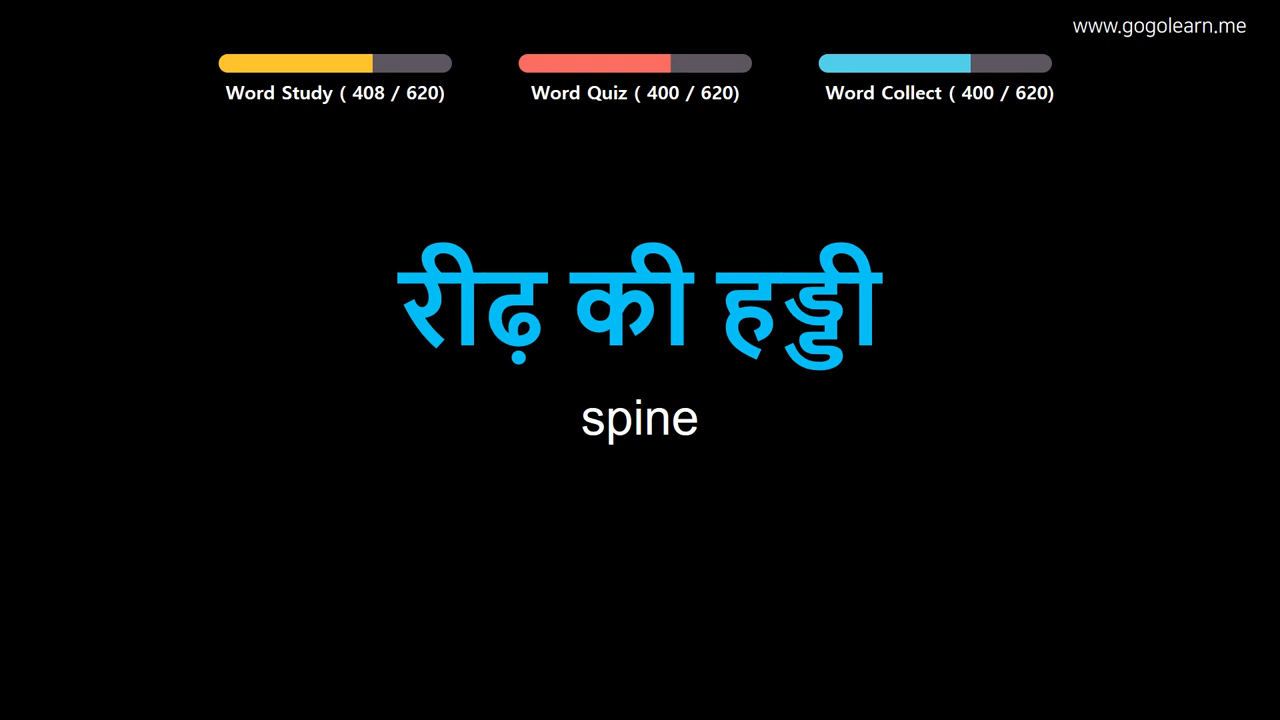 www.gogolearn.me
Word Study ( 408 / 620)
Word Quiz ( 400 / 620)
Word Collect ( 400 / 620)
रीढ़ की हड्डी
spine